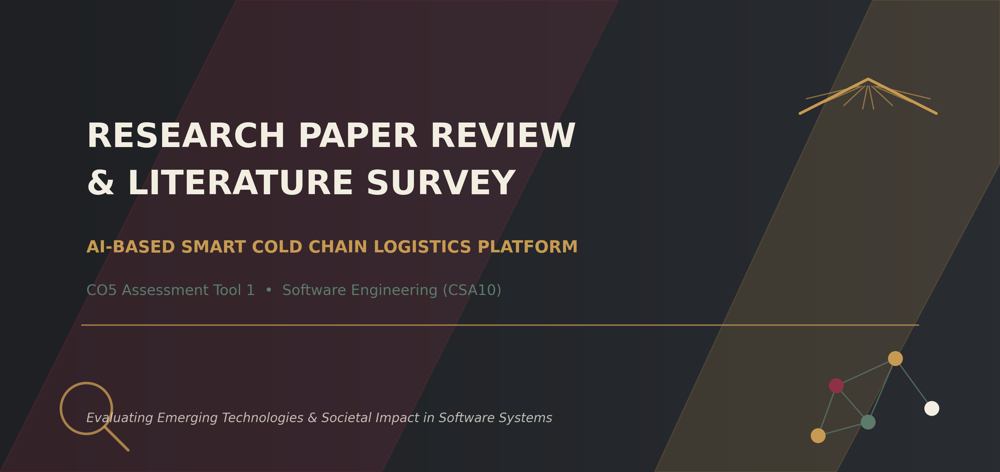 RESEARCH PAPER REVIEW
& LITERATURE SURVEY
AI-BASED SMART COLD CHAIN LOGISTICS PLATFORM
CO5 Assessment Tool 1 • Software Engineering (CSA10)
Evaluating Emerging Technologies & Societal Impact in Software Systems